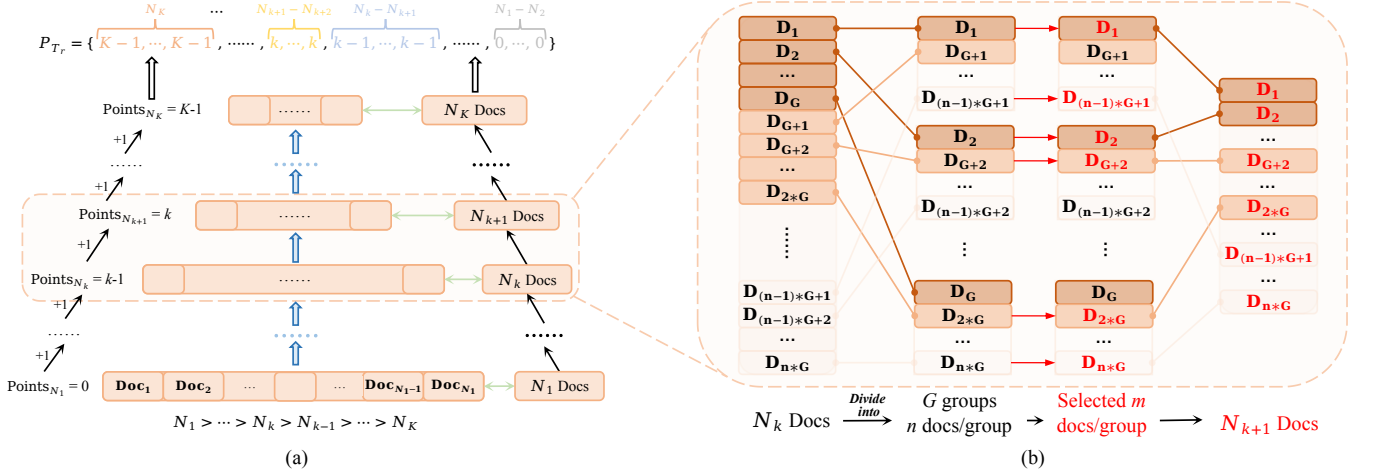 N_K ... N_{k+1} − N_{k+2} N_k − N_{k+1} N_1 − N_2
P_{T_r} = { K − 1, ..., K − 1 , ······ , k, ..., k , k − 1, ..., k − 1 , ······ , 0, ..., 0 }
Points_{N_K} = K-1
······
N_K Docs
+1
······
······
······
+1
Points_{N_{k+1}} = k
······
N_{k+1} Docs
+1
Points_{N_k} = k-1
······
N_k Docs
+1
······
······
······
+1
Points_{N_1} = 0
Doc_1 Doc_2 ... ... Doc_{N_1−1} Doc_{N_1}
N_1 Docs
N_1 > ··· > N_k > N_{k−1} > ··· > N_K
(a)
D_1
D_2
...
D_G
D_{G+1}
D_{G+2}
...
D_{2*G}
······
D_{(n−1)*G+1}
D_{(n−1)*G+2}
...
D_{n*G}
D_1
D_{G+1}
...
D_{(n−1)*G+1}
D_2
D_{G+2}
...
D_{(n−1)*G+2}
⋮
D_G
D_{2*G}
...
D_{n*G}
D_1
D_{G+1}
...
D_{(n−1)*G+1}
D_2
D_{G+2}
...
D_{(n−1)*G+2}
⋮
D_G
D_{2*G}
...
D_{n*G}
D_1
D_2
...
D_{G+2}
...
D_{2*G}
...
D_{(n−1)*G+1}
...
D_{n*G}
N_k Docs
Divide
into
G groups
n docs/group
Selected m
docs/group
N_{k+1} Docs
(b)